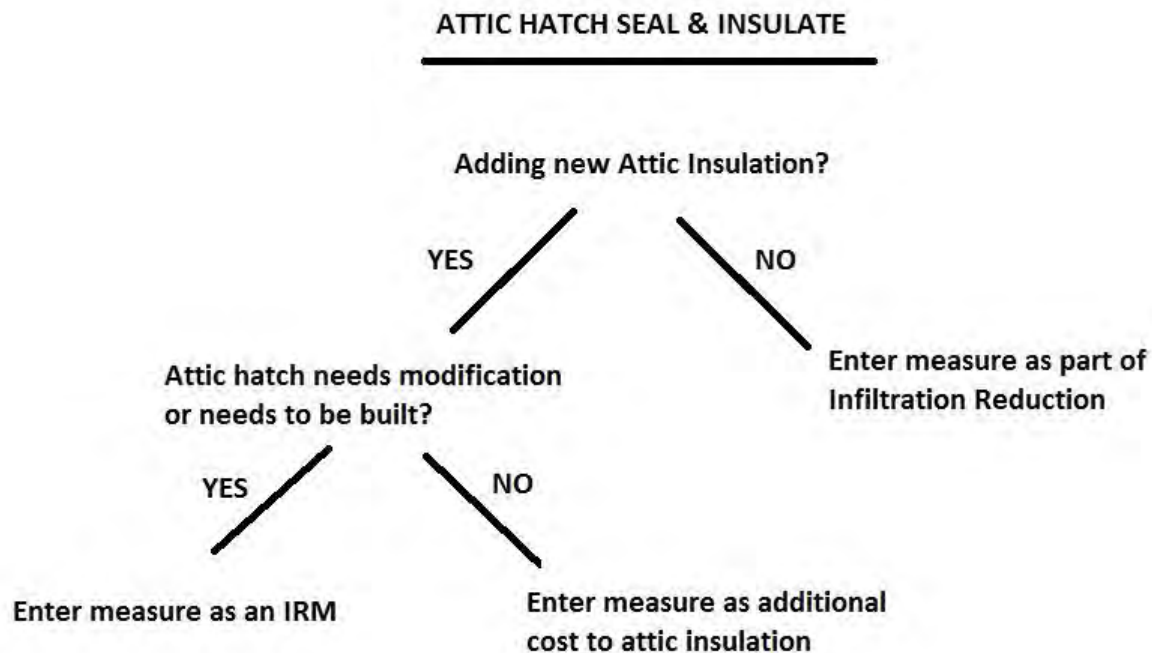 ATTIC HATCH SEAL & INSULATE
Adding new Attic Insulation?
YES
NO
Attic hatch needs modification
or needs to be built?
Enter measure as part of
Infiltration Reduction
YES
NO
Enter measure as an IRM
Enter measure as additional
cost to attic insulation